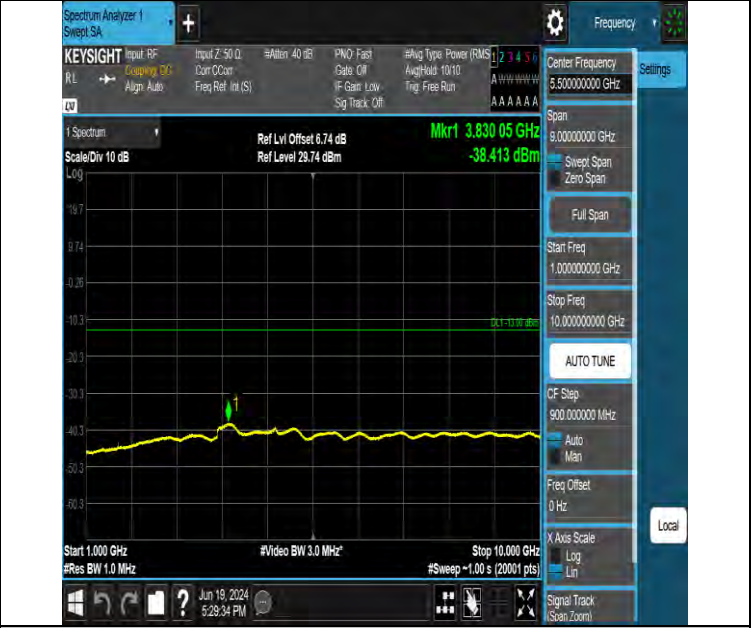 Spectrum Analyzer 1
Swept SA
+
Frequency
KEYSIGHT
RL
Input: RF
Coupling: DC
Align: Auto
Input Z: 50 Ω
Corr CCorr
Freq Ref: Int (S)
#Atten: 40 dB
PNO: Fast
Gate: Off
IF Gain: Low
Sig Track: Off
#Avg Type: Power (RMS
Avg|Hold: 10/10
Trig: Free Run
1 2 3 4 5 6
A W W W W W
A A A A A A
LXI
1 Spectrum
Scale/Div 10 dB
Log
Ref Lvl Offset 6.74 dB
Ref Level 29.74 dBm
Mkr1 3.830 05 GHz
-38.413 dBm
19.7
9.74
-0.26
-10.3
-20.3
-30.3
-40.3
-50.3
-60.3
DL1 -13.00 dBm
1
Start 1.000 GHz
#Res BW 1.0 MHz
#Video BW 3.0 MHz*
Stop 10.000 GHz
#Sweep ~1.00 s (20001 pts)
Center Frequency
5.500000000 GHz
Span
9.00000000 GHz
Swept Span
Zero Span
Full Span
Start Freq
1.000000000 GHz
Stop Freq
10.000000000 GHz
AUTO TUNE
CF Step
900.000000 MHz
Auto
Man
Freq Offset
0 Hz
X Axis Scale
Log
Lin
Signal Track
(Span Zoom)
Settings
Local
?
Jun 19, 2024
5:29:34 PM